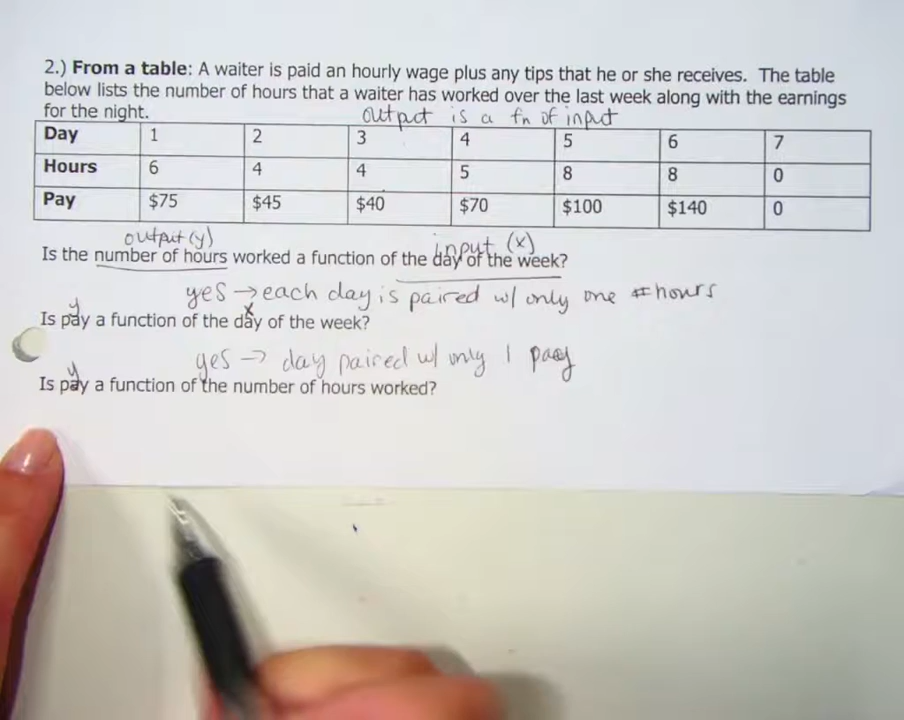 2.) From a table: A waiter is paid an hourly wage plus any tips that he or she receives. The table
below lists the number of hours that a waiter has worked over the last week along with the earnings
for the night.
output is a fn of input
Day 1 2 3 4 5 6 7
Hours 6 4 4 5 8 8 0
Pay $75 $45 $40 $70 $100 $140 0
output (y) input (x)
Is the number of hours worked a function of the day of the week?
yes → each day is paired w/ only one # hours
y x
Is pay a function of the day of the week?
yes → day paired w/ only 1 pay
y
Is pay a function of the number of hours worked?